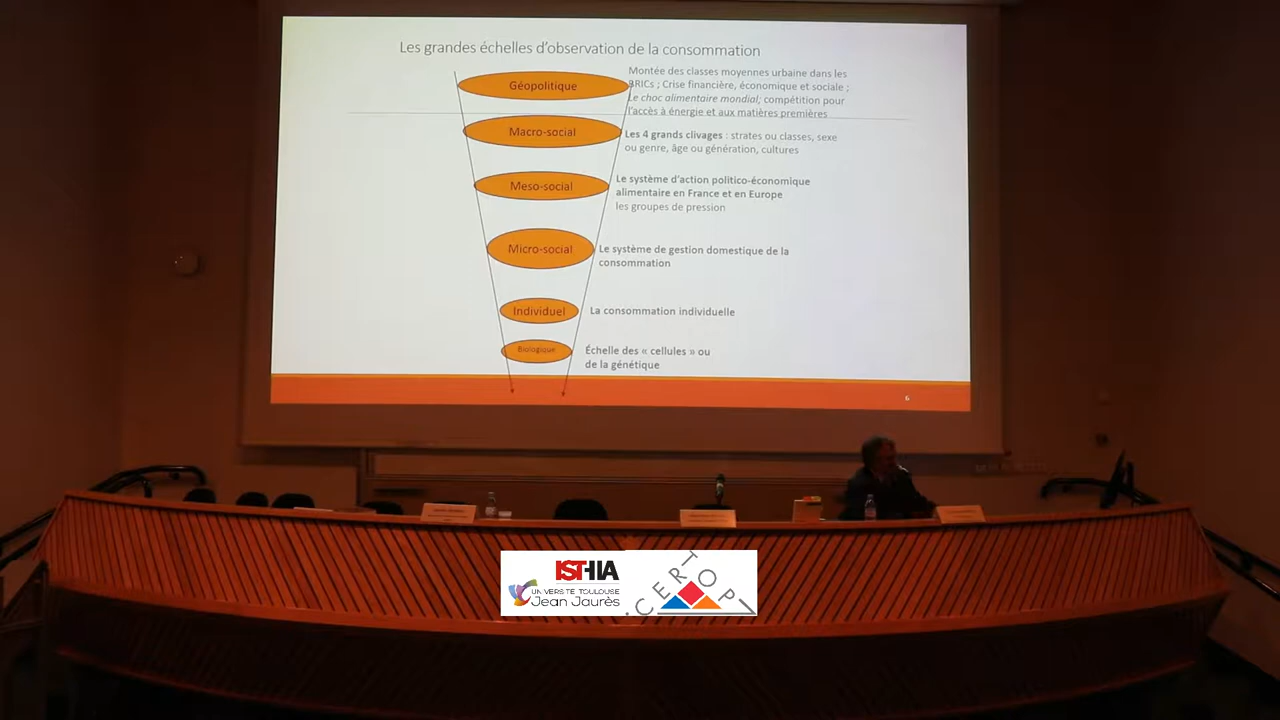 Les grandes échelles d'observation de la consommation
Géopolitique
Montée des classes moyennes urbaine dans les
BRICs ; Crise financière, économique et sociale ;
Le choc alimentaire mondial; compétition pour
l'accès à énergie et aux matières premières
Macro-social
Les 4 grands clivages : strates ou classes, sexe
ou genre, âge ou génération, cultures
Meso-social
Le système d'action politico-économique
alimentaire en France et en Europe
les groupes de pression
Micro-social
Le système de gestion domestique de la
consommation
Individuel
La consommation individuelle
Biologique
Échelle des « cellules » ou
de la génétique
6
ISTHIA
UNIVERSITE TOULOUSE
Jean Jaurès
CERTOP